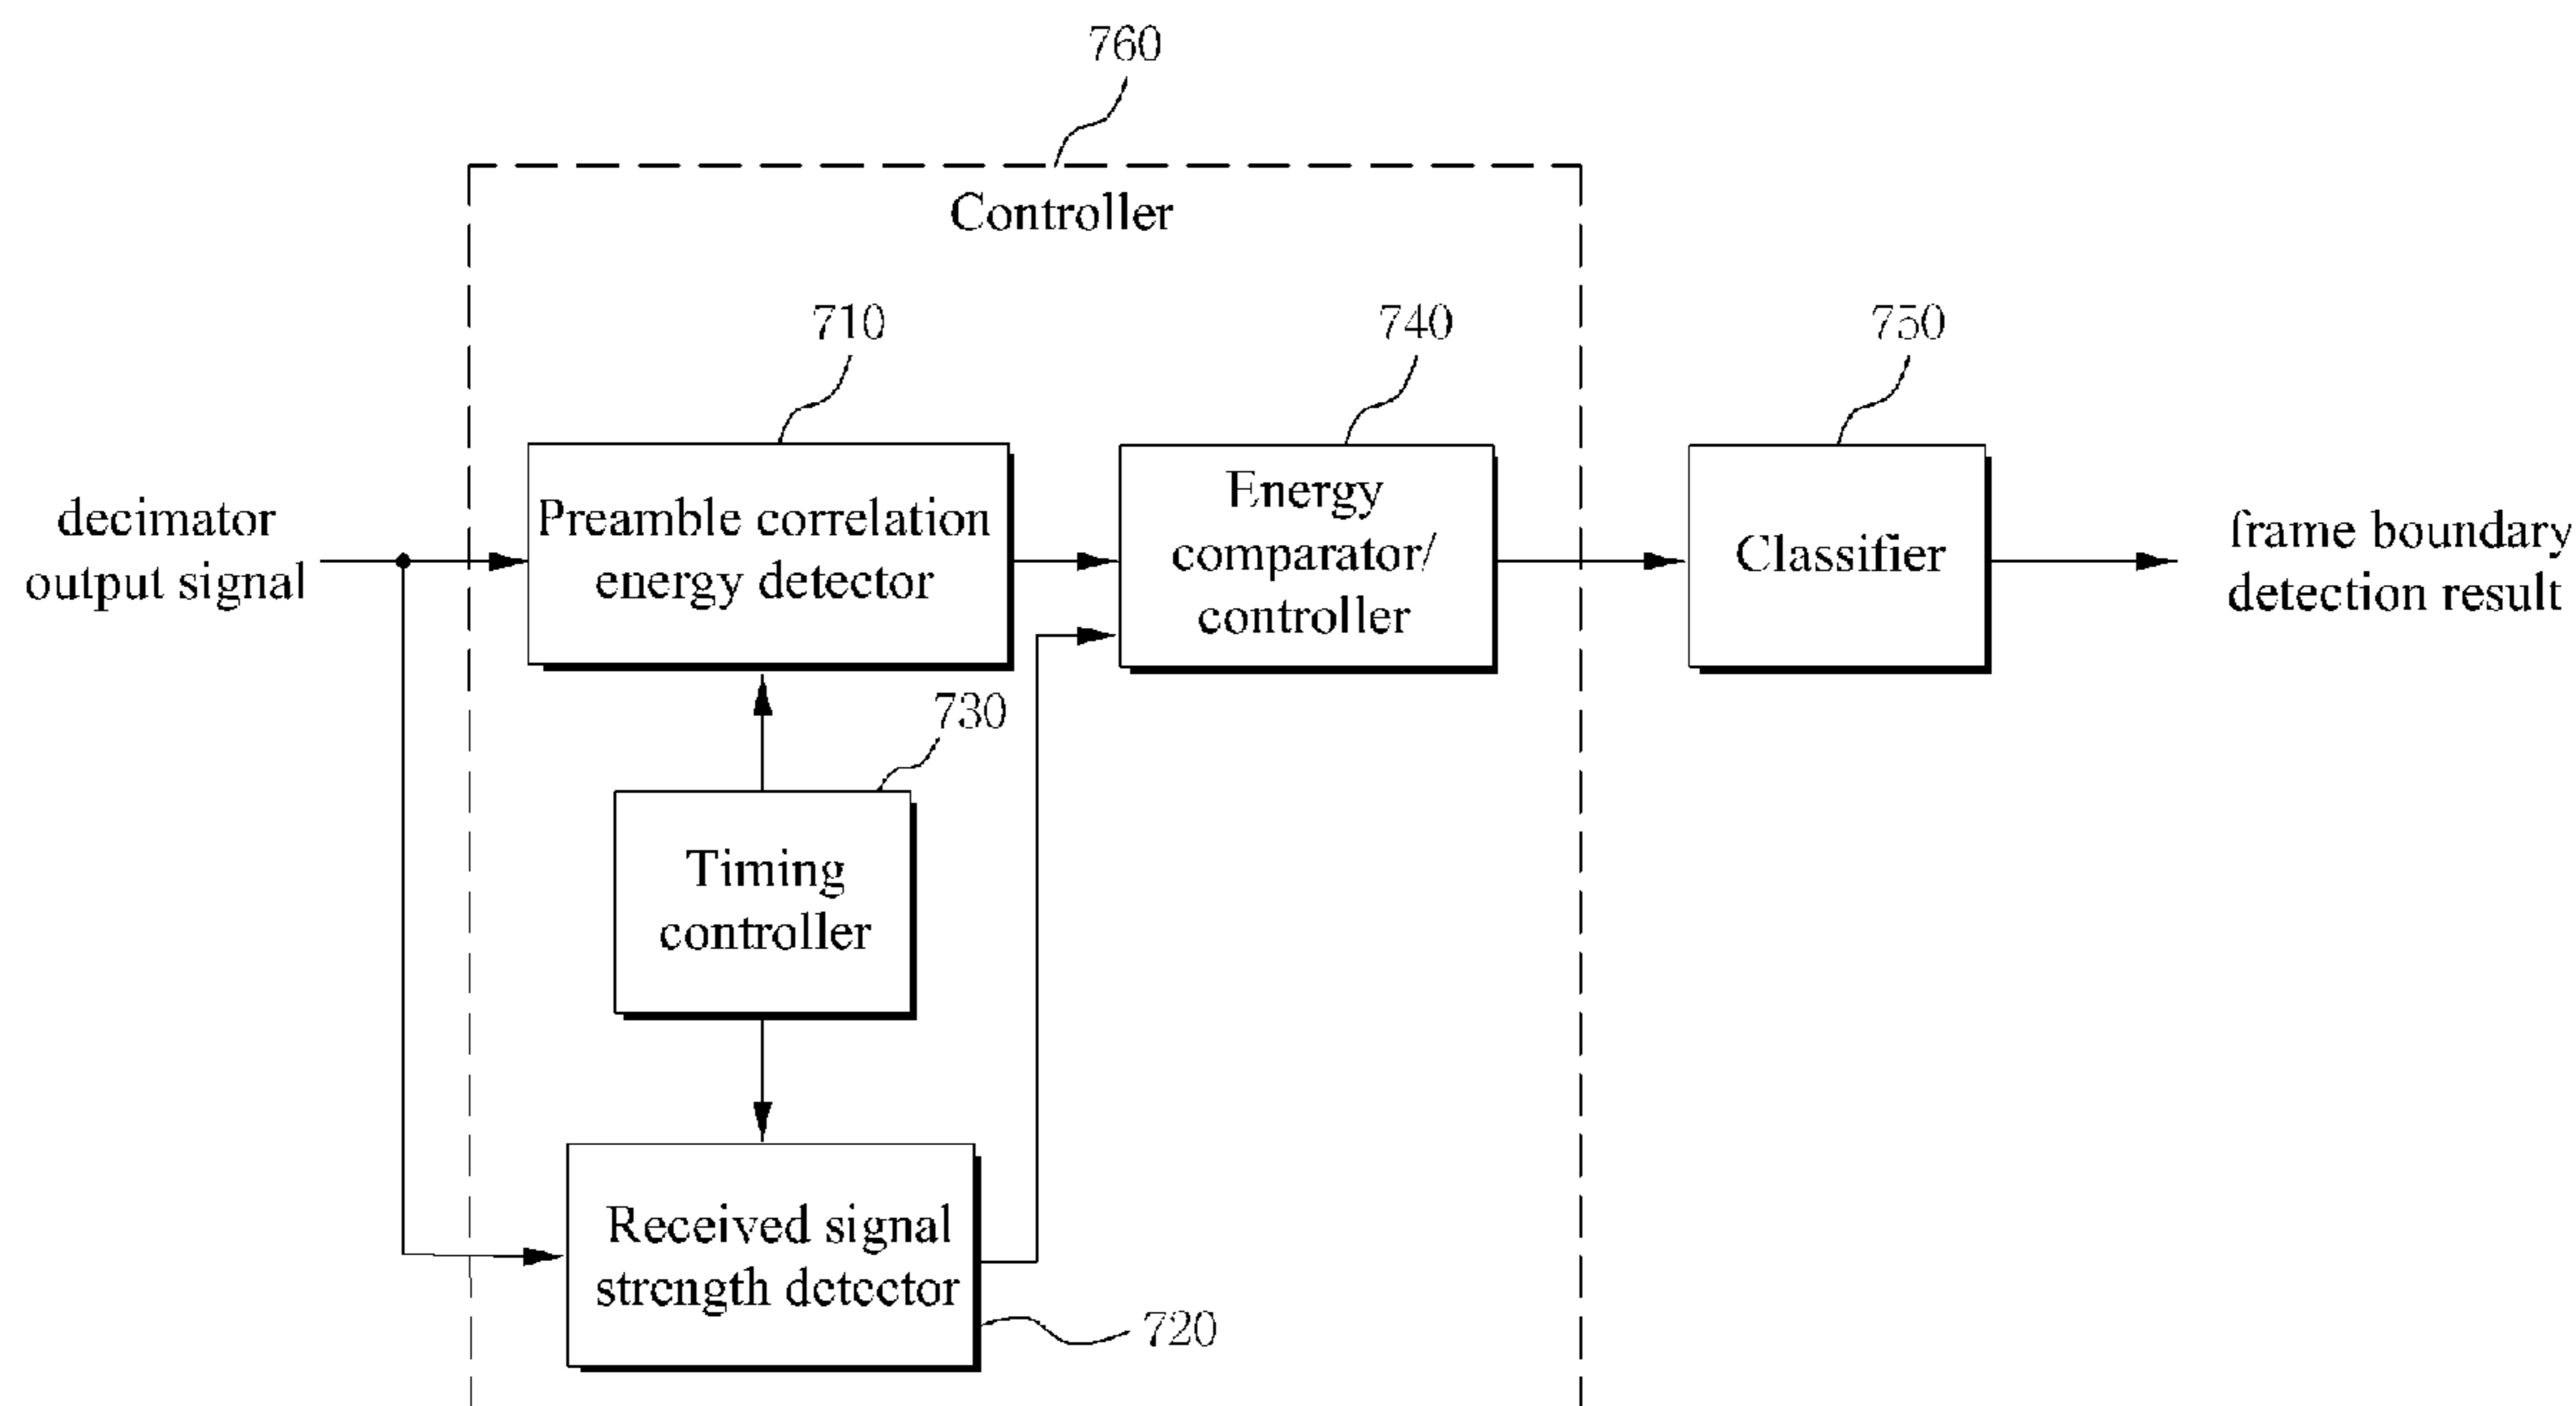 760
Controller
710
740
750
decimator
output signal
Preamble correlation
energy detector
Energy
comparator/
controller
Classifier
frame boundary
detection result
730
Timing
controller
Received signal
strength detector
720